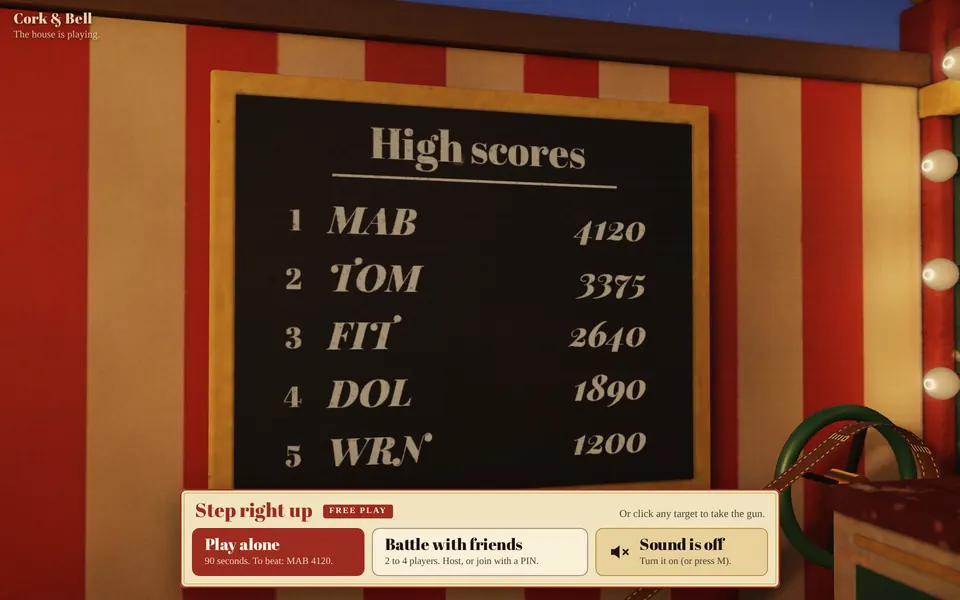 Cork & Bell
The house is playing.
High scores
1 MAB 4120
2 TOM 3375
3 FIT 2640
4 DOL 1890
5 WRN 1200
Step right up FREE PLAY Or click any target to take the gun.
Play alone
90 seconds. To beat: MAB 4120.
Battle with friends
2 to 4 players. Host, or join with a PIN.
Sound is off
Turn it on (or press M).